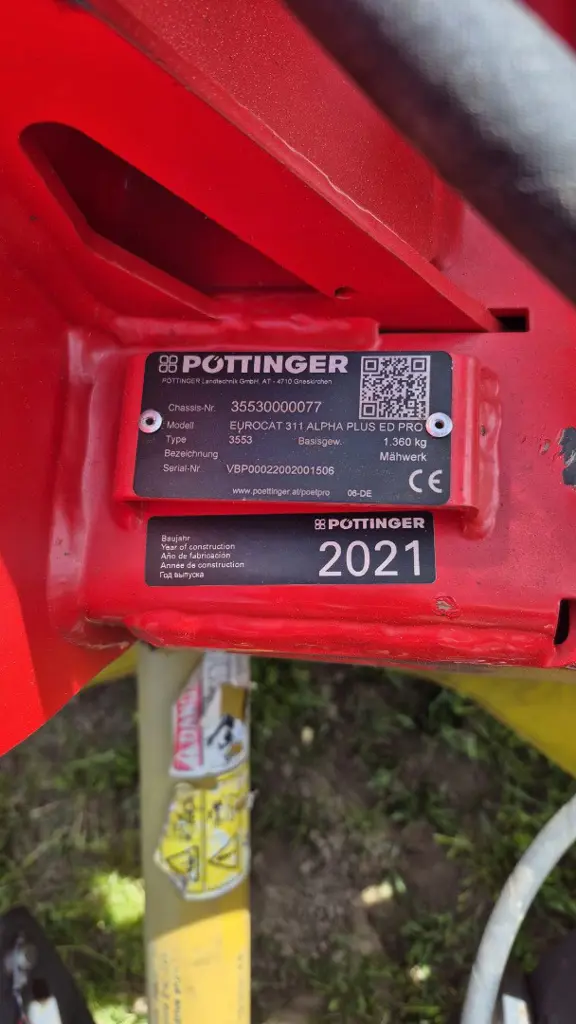 PÖTTINGER
PÖTTINGER Landtechnik GmbH, AT - 4710 Grieskirchen
Chassis-Nr. 35530000077
Modell EUROCAT 311 ALPHA PLUS ED PRO
Type 3553 Basisgew. 1.360 kg
Bezeichnung Mähwerk
Serial-Nr. VBP00022002001506
www.poettinger.at/poetpro 06-DE
CE
PÖTTINGER
Baujahr
Year of construction
Año de fabricación
Année de construction
Год выпуска
2021
DANGER